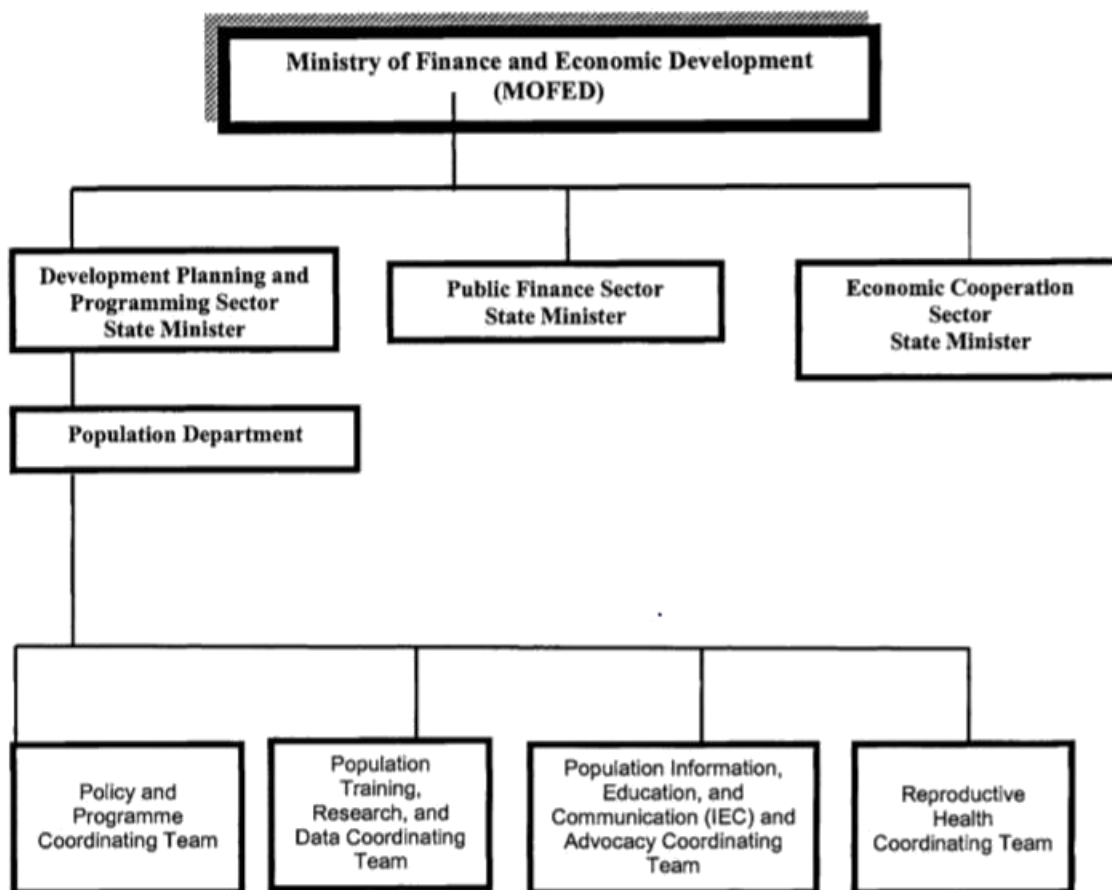 Ministry of Finance and Economic Development
(MOFED)
Development Planning and
Programming Sector
State Minister
Public Finance Sector
State Minister
Economic Cooperation
Sector
State Minister
Population Department
Policy and
Programme
Coordinating Team
Population
Training,
Research, and
Data Coordinating
Team
Population Information,
Education, and
Communication (IEC) and
Advocacy Coordinating
Team
Reproductive
Health
Coordinating Team